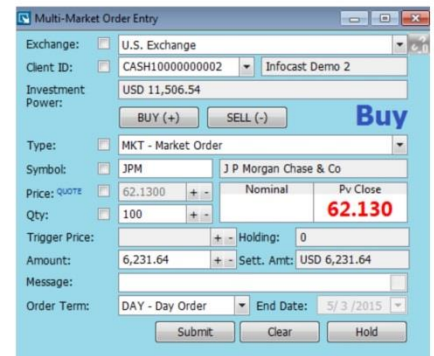 Multi-Market Order Entry
Exchange: U.S. Exchange
Client ID: CASH10000000002 Infocast Demo 2
Investment Power: USD 11,506.54
BUY (+) SELL (-) Buy
Type: MKT - Market Order
Symbol: JPM J P Morgan Chase & Co
Price: QUOTE 62.1300 + - Nominal Pv Close
62.130
Qty: 100 + -
Trigger Price: + - Holding: 0
Amount: 6,231.64 + - Sett. Amt: USD 6,231.64
Message:
Order Term: DAY - Day Order End Date: 5/ 3 /2015
Submit Clear Hold